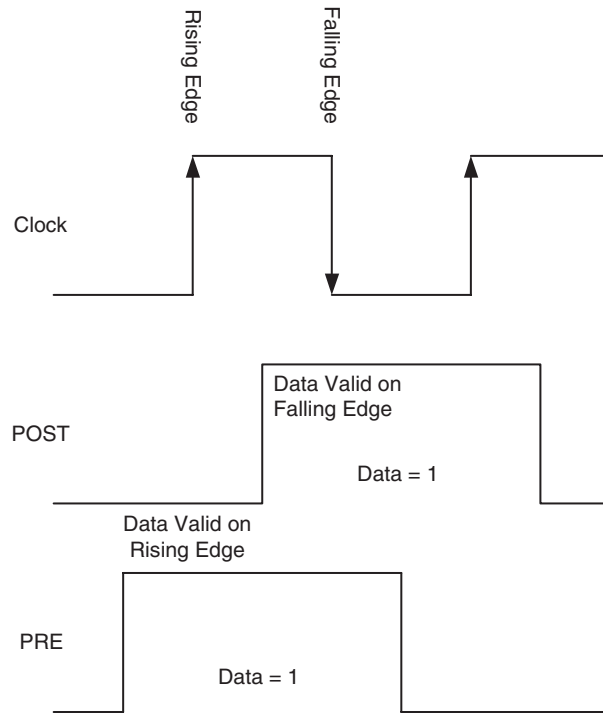 Rising Edge
Falling Edge
Clock
Data Valid on
Falling Edge
POST
Data = 1
Data Valid on
Rising Edge
PRE
Data = 1